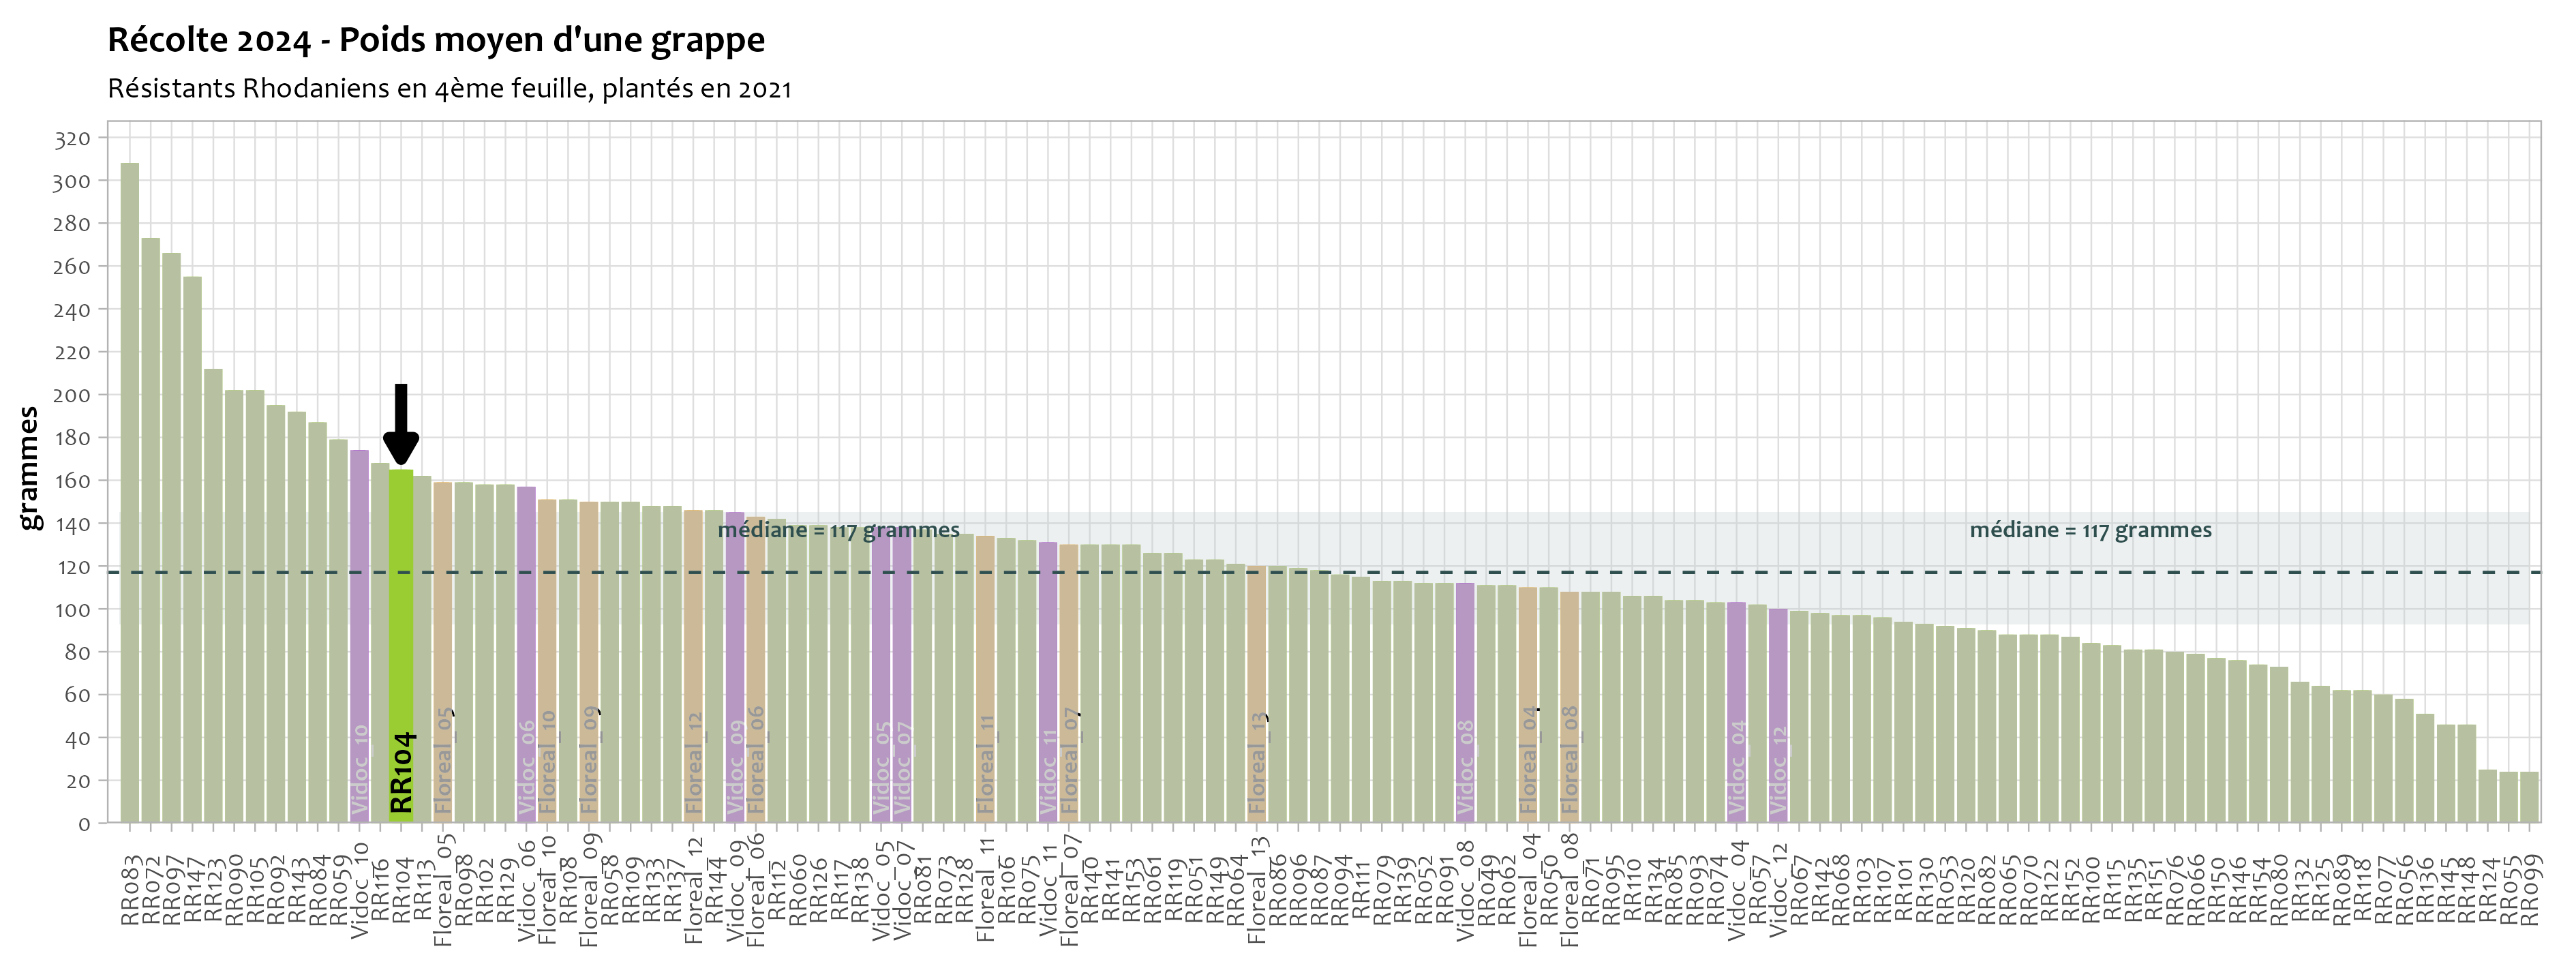 Récolte 2024 - Poids moyen d'une grappe
Résistants Rhodaniens en 4ème feuille, plantés en 2021
grammes
320
300
280
260
240
220
200
180
160
140
120
100
80
60
40
20
0
médiane = 117 grammes médiane = 117 grammes
Vidoc_10 RR104 Floreal_05 Vidoc_06 Floreal_10 Floreal_09 Floreal_12 Vidoc_09 Floreal_06 Vidoc_05 Vidoc_07 Floreal_11 Vidoc_11 Floreal_07 Floreal_13 Vidoc_08 Floreal_04 Floreal_08 Vidoc_04 Vidoc_12
RR083 RR072 RR097 RR147 RR123 RR090 RR105 RR092 RR143 RR084 RR059 Vidoc_10 RR116 RR104 RR113 Floreal_05 RR098 RR102 RR129 Vidoc_06 Floreal_10 RR108 Floreal_09 RR058 RR109 RR133 RR137 Floreal_12 RR144 Vidoc_09 Floreal_06 RR112 RR060 RR126 RR117 RR138 Vidoc_05 Vidoc_07 RR081 RR073 RR128 Floreal_11 RR106 RR075 Vidoc_11 Floreal_07 RR140 RR141 RR153 RR061 RR119 RR051 RR149 RR064 Floreal_13 RR086 RR096 RR087 RR094 RR111 RR079 RR139 RR052 RR091 Vidoc_08 RR049 RR062 Floreal_04 RR050 Floreal_08 RR071 RR095 RR110 RR134 RR085 RR093 RR074 Vidoc_04 RR057 Vidoc_12 RR067 RR142 RR068 RR103 RR107 RR101 RR130 RR053 RR120 RR082 RR065 RR070 RR122 RR152 RR100 RR115 RR135 RR151 RR076 RR066 RR150 RR146 RR154 RR080 RR132 RR125 RR089 RR118 RR077 RR056 RR136 RR145 RR148 RR124 RR055 RR099